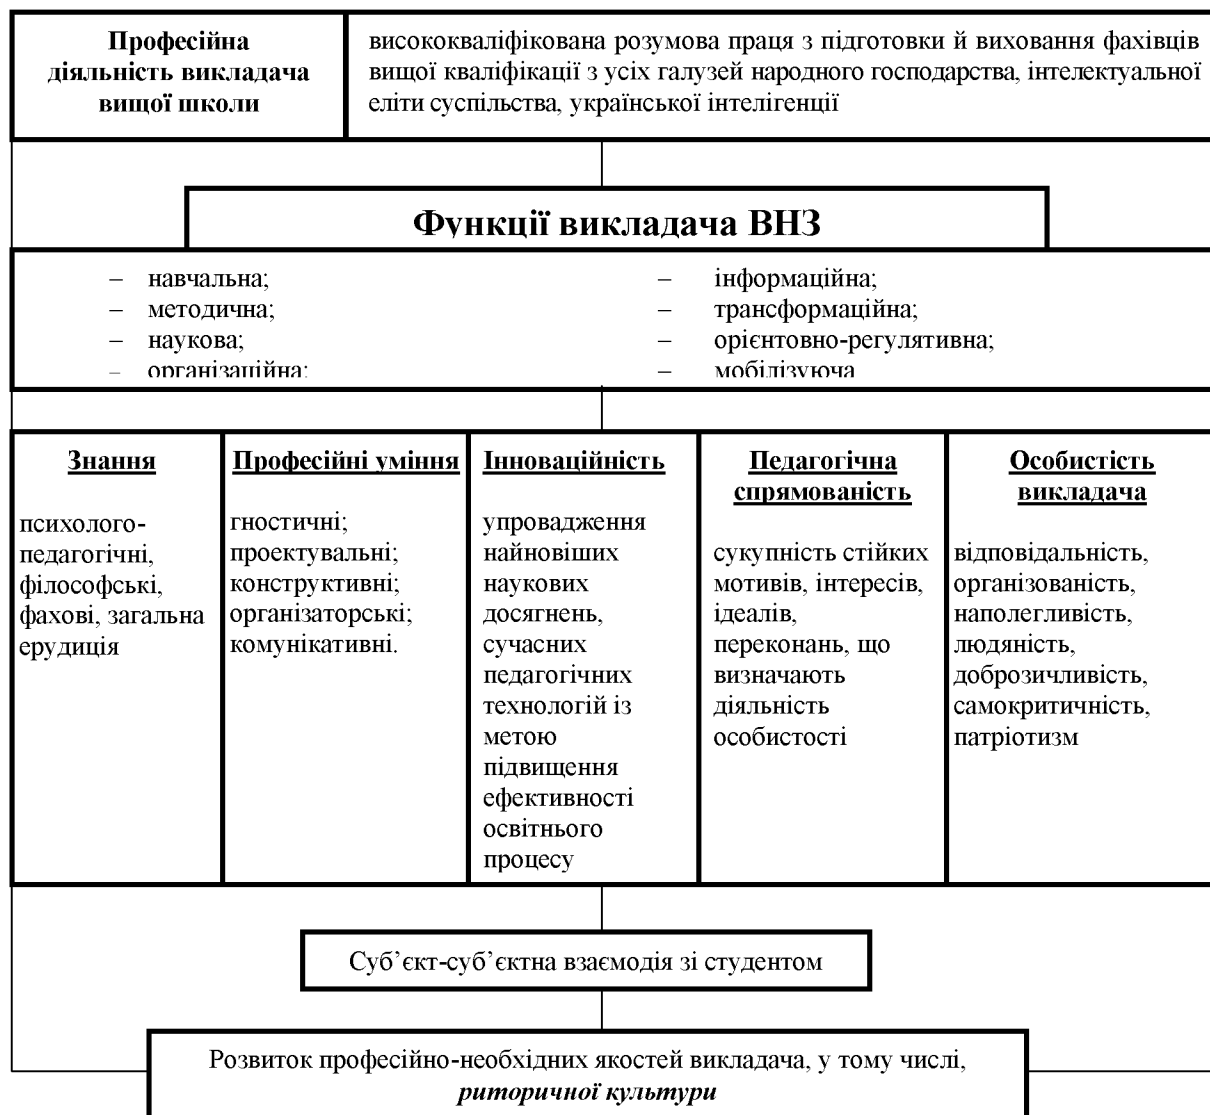 Професійна
діяльність викладача
вищої школи
висококваліфікована розумова праця з підготовки й виховання фахівців
вищої кваліфікації з усіх галузей народного господарства, інтелектуальної
еліти суспільства, української інтелігенції
Функції викладача ВНЗ
– навчальна;
– методична;
– наукова;
– організаційна;
– інформаційна;
– трансформаційна;
– орієнтовно-регулятивна;
– мобілізуюча
Знання
психолого-
педагогічні,
філософські,
фахові, загальна
ерудиція
Професійні уміння
гностичні;
проектувальні;
конструктивні;
організаторські;
комунікативні.
Інноваційність
упровадження
найновіших
наукових
досягнень,
сучасних
педагогічних
технологій із
метою
підвищення
ефективності
освітнього
процесу
Педагогічна
спрямованість
сукупність стійких
мотивів, інтересів,
ідеалів,
переконань, що
визначають
діяльність
особистості
Особистість
викладача
відповідальність,
організованість,
наполегливість,
людяність,
доброзичливість,
самокритичність,
патріотизм
Суб’єкт-суб’єктна взаємодія зі студентом
Розвиток професійно-необхідних якостей викладача, у тому числі,
риторичної культури